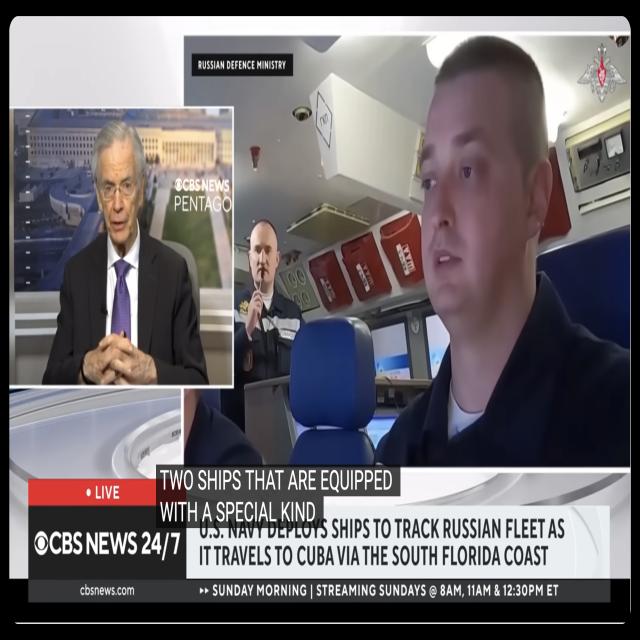 RUSSIAN DEFENCE MINISTRY
CBS NEWS
PENTAGO
TWO SHIPS THAT ARE EQUIPPED
WITH A SPECIAL KIND
• LIVE
CBS NEWS 24/7
U.S. NAVY DEPLOYS SHIPS TO TRACK RUSSIAN FLEET AS
IT TRAVELS TO CUBA VIA THE SOUTH FLORIDA COAST
cbsnews.com
▸▸ SUNDAY MORNING | STREAMING SUNDAYS @ 8AM, 11AM & 12:30PM ET